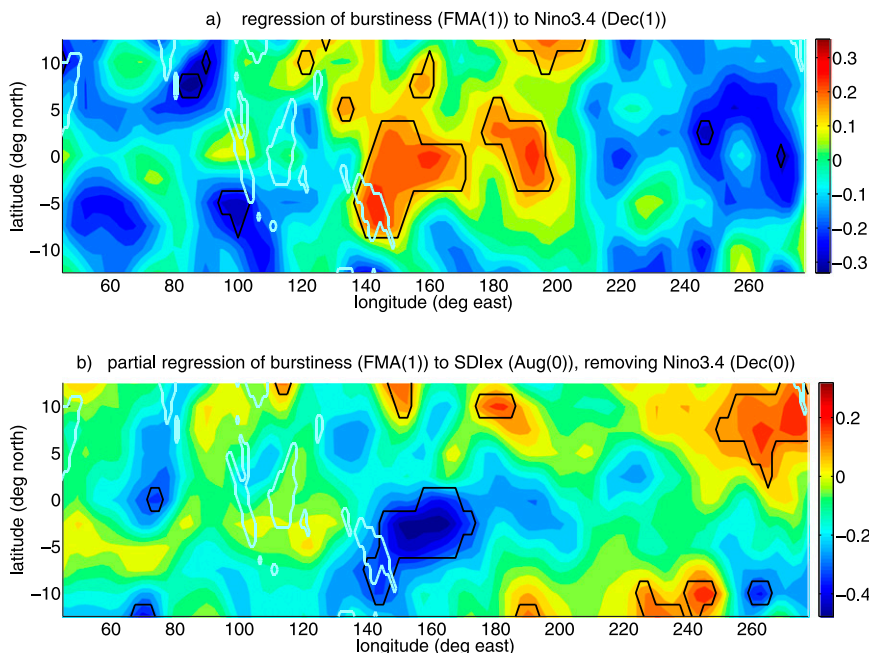 a) regression of burstiness (FMA(1)) to Nino3.4 (Dec(1))
latitude (deg north)
10
5
0
−5
−10
60 80 100 120 140 160 180 200 220 240 260
longitude (deg east)
0.3
0.2
0.1
0
−0.1
−0.2
−0.3
b) partial regression of burstiness (FMA(1)) to SDIex (Aug(0)), removing Nino3.4 (Dec(0))
latitude (deg north)
10
5
0
−5
−10
60 80 100 120 140 160 180 200 220 240 260
longitude (deg east)
0.2
0
−0.2
−0.4